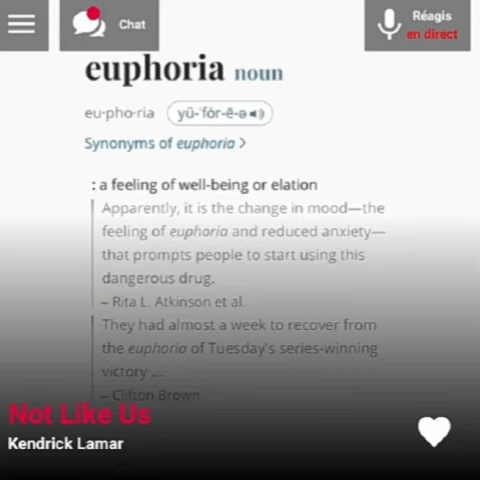 Chat
Réagis
en direct
euphoria noun
eu·pho·ria yü-ˈfȯr-ē-ə
Synonyms of euphoria
: a feeling of well-being or elation
Apparently, it is the change in mood—the
feeling of euphoria and reduced anxiety—
that prompts people to start using this
dangerous drug.
– Rita L. Atkinson et al.
They had almost a week to recover from
the euphoria of Tuesday's series-winning
victory ...
– Clifton Brown
Not Like Us
Kendrick Lamar